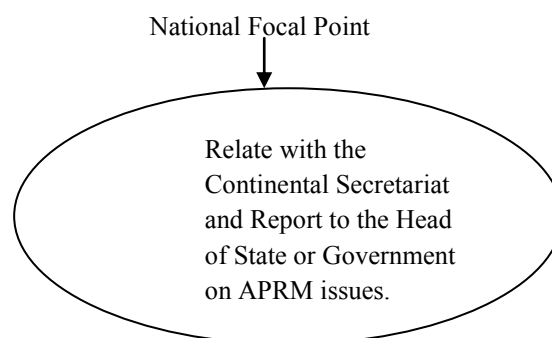 National Focal Point
Relate with the
Continental Secretariat
and Report to the Head
of State or Government
on APRM issues.